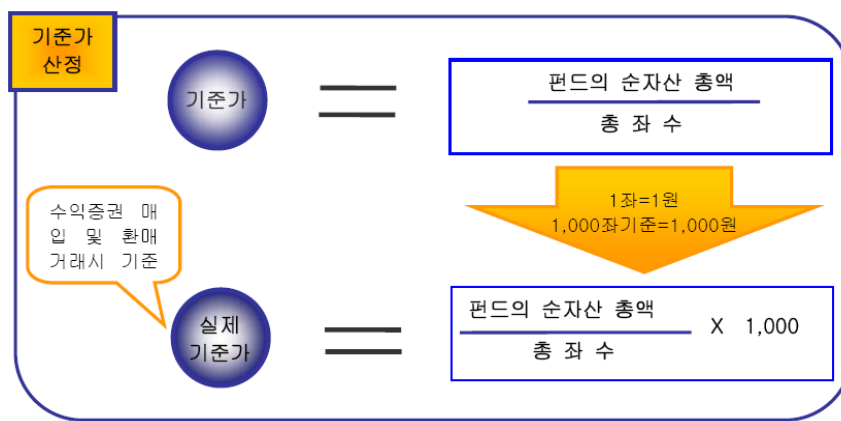 기준가
산정
기준가
펀드의 순자산 총액
총 좌 수
1좌=1원
1,000좌기준=1,000원
수익증권 매
입 및 환매
거래시 기준
실제
기준가
펀드의 순자산 총액
총 좌 수
X 1,000